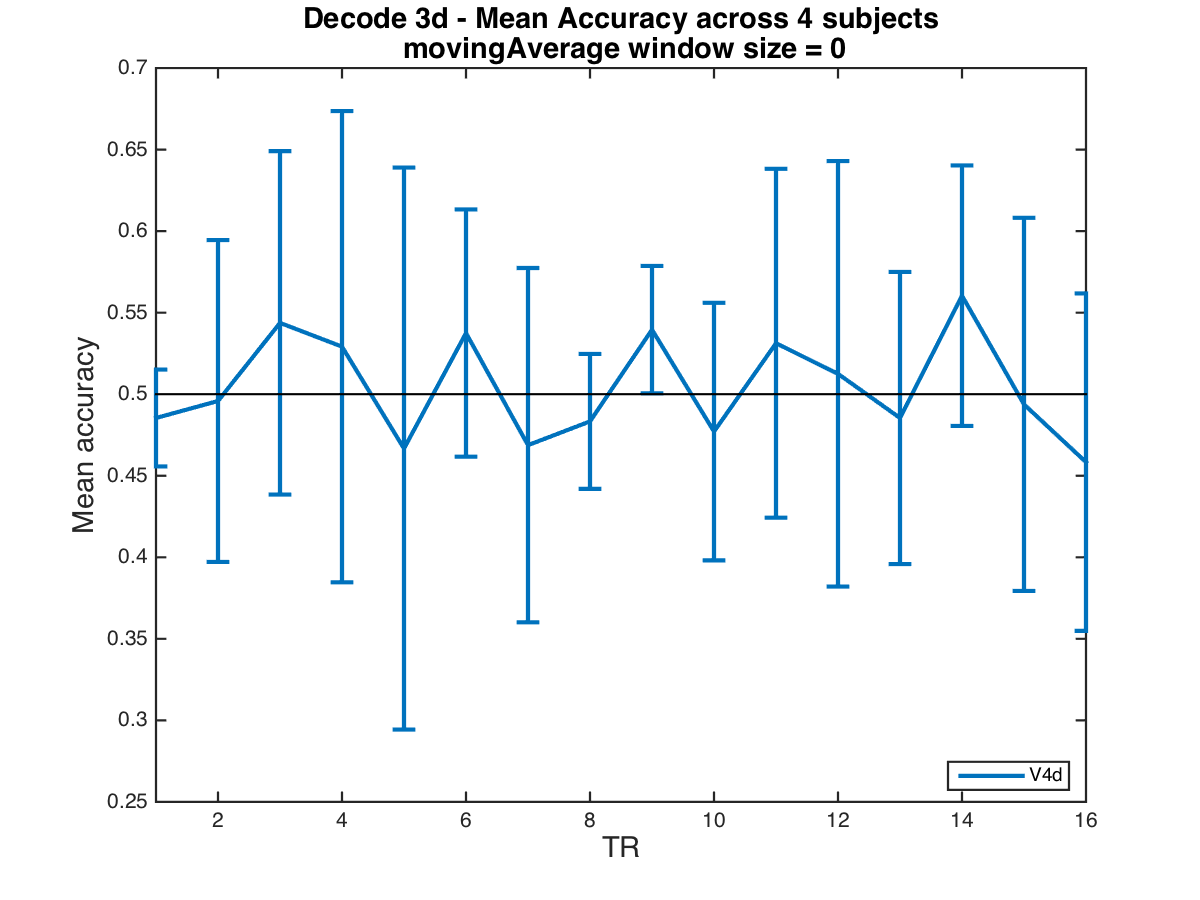 Decode 3d - Mean Accuracy across 4 subjects
movingAverage window size = 0
Mean accuracy
0.7
0.65
0.6
0.55
0.5
0.45
0.4
0.35
0.3
0.25
V4d
2 4 6 8 10 12 14 16
TR